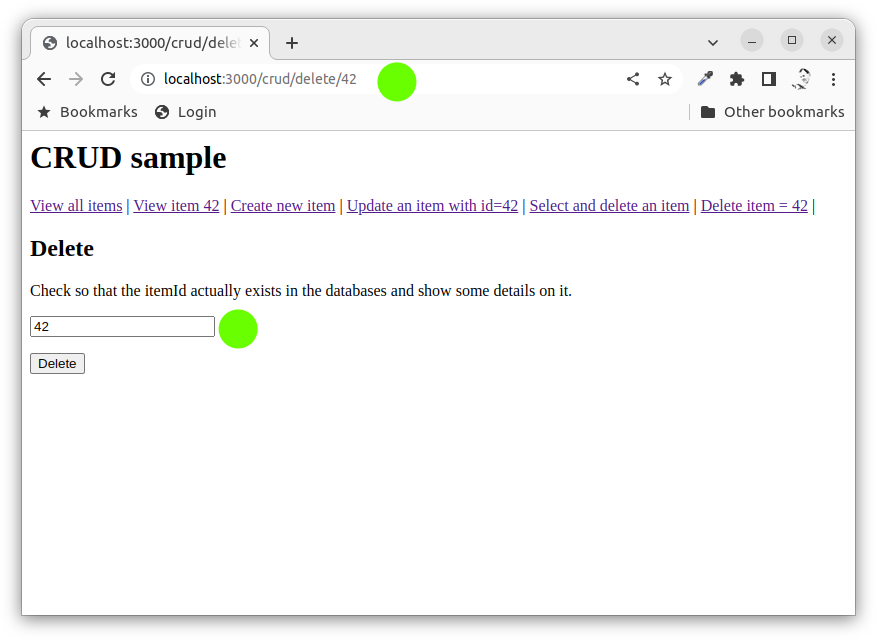 localhost:3000/crud/dele
localhost:3000/crud/delete/42
Bookmarks Login Other bookmarks
CRUD sample
View all items | View item 42 | Create new item | Update an item with id=42 | Select and delete an item | Delete item = 42 |
Delete
Check so that the itemId actually exists in the databases and show some details on it.
42
Delete